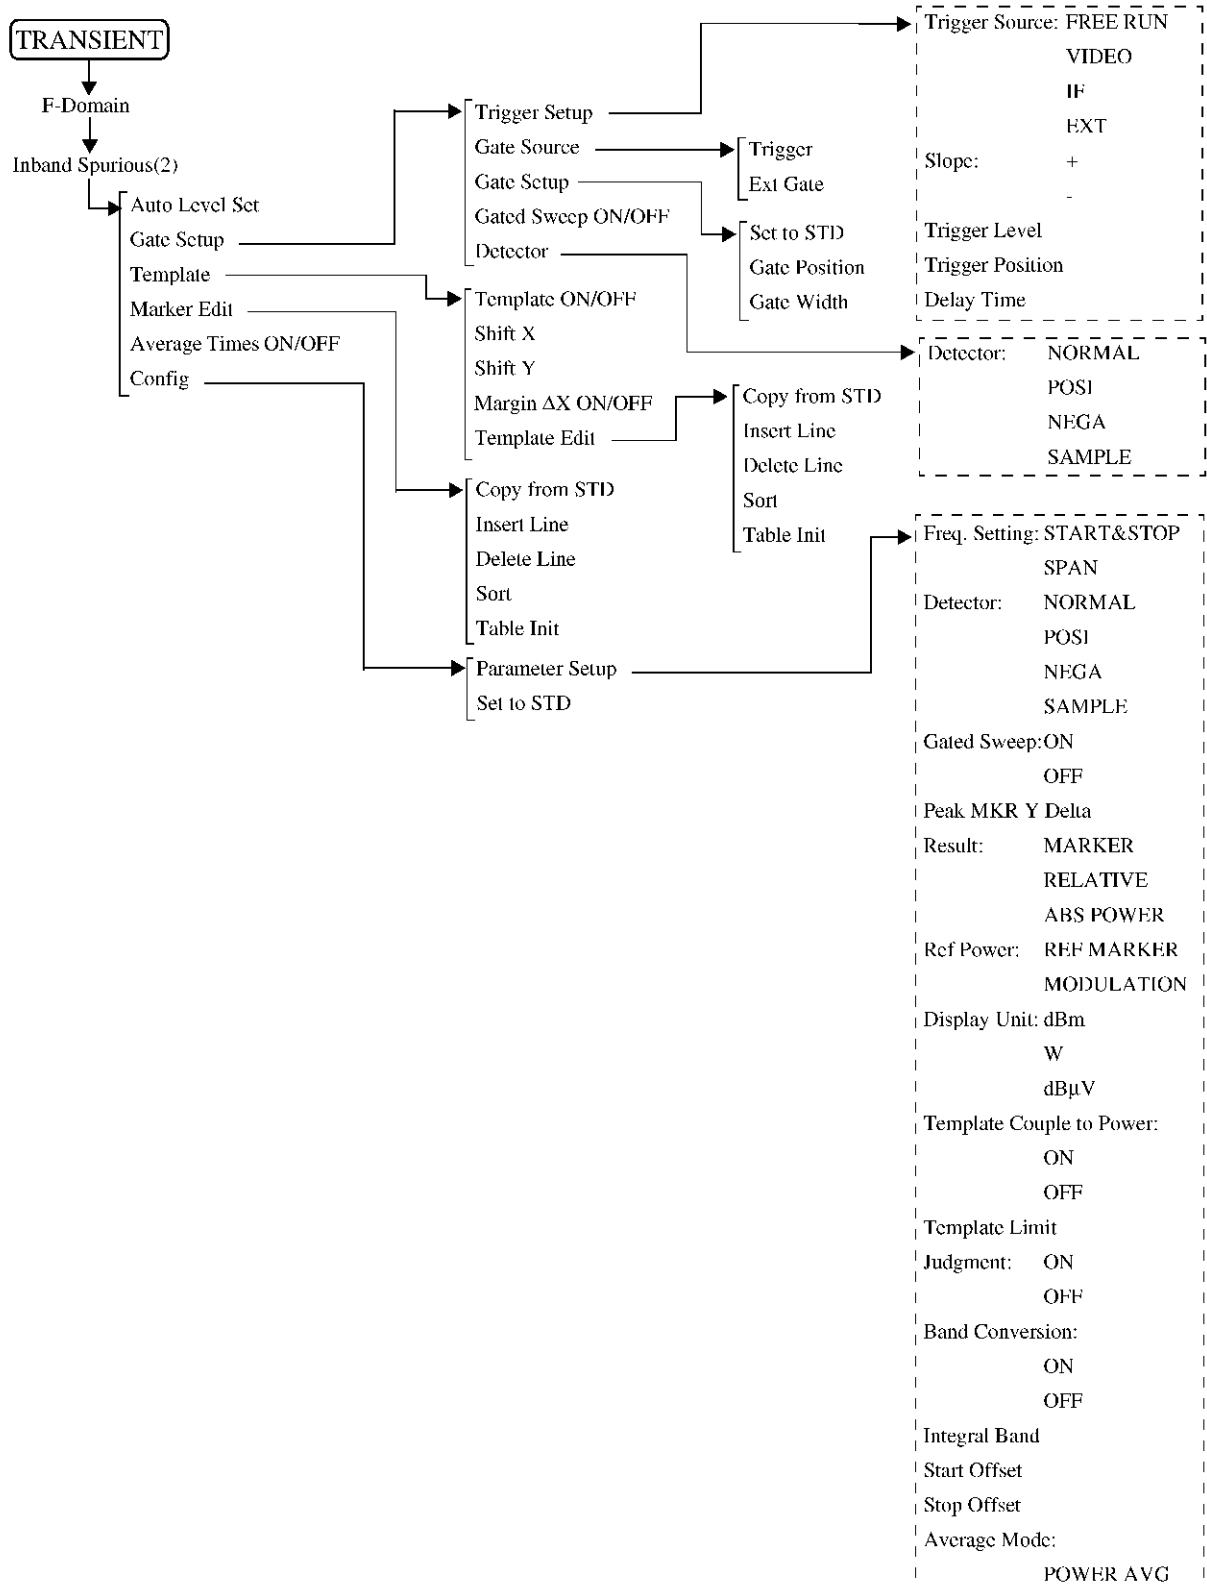 TRANSIENT
F-Domain
Inband Spurious(2)
Auto Level Set
Gate Setup
Template
Marker Edit
Average Times ON/OFF
Config
Trigger Setup
Gate Source
Gate Setup
Gated Sweep ON/OFF
Detector
Template ON/OFF
Shift X
Shift Y
Margin ΔX ON/OFF
Template Edit
Copy from STD
Insert Line
Delete Line
Sort
Table Init
Parameter Setup
Set to STD
Trigger
Ext Gate
Set to STD
Gate Position
Gate Width
Copy from STD
Insert Line
Delete Line
Sort
Table Init
Trigger Source: FREE RUN
VIDEO
IF
EXT
Slope: +
-
Trigger Level
Trigger Position
Delay Time
Detector: NORMAL
POSI
NEGA
SAMPLE
Freq. Setting: START&STOP
SPAN
Detector: NORMAL
POSI
NEGA
SAMPLE
Gated Sweep: ON
OFF
Peak MKR Y Delta
Result: MARKER
RELATIVE
ABS POWER
Ref Power: REF MARKER
MODULATION
Display Unit: dBm
W
dBμV
Template Couple to Power:
ON
OFF
Template Limit
Judgment: ON
OFF
Band Conversion:
ON
OFF
Integral Band
Start Offset
Stop Offset
Average Mode:
POWER AVG